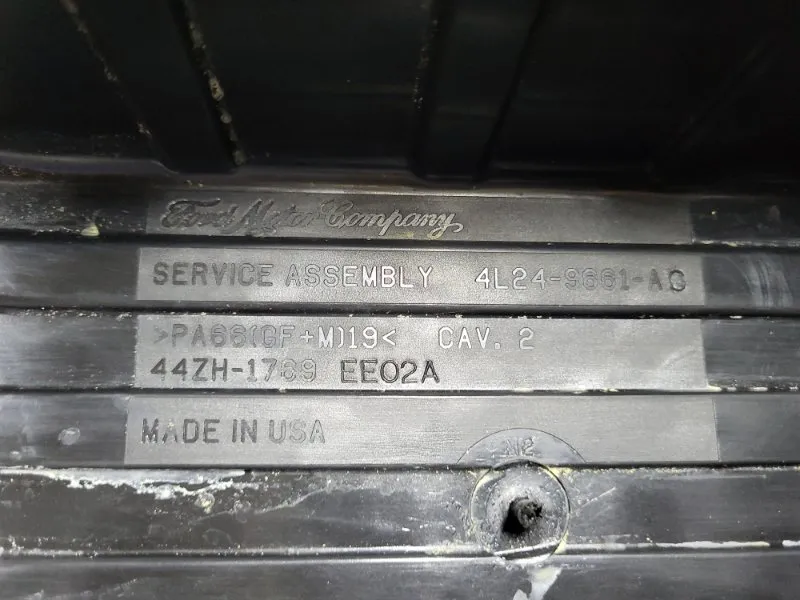 Ford Motor Company
SERVICE ASSEMBLY 4L24-9661-AC
>PA66(GF+M)19< CAV. 2
44ZH-1789 EE02A
MADE IN USA
N2